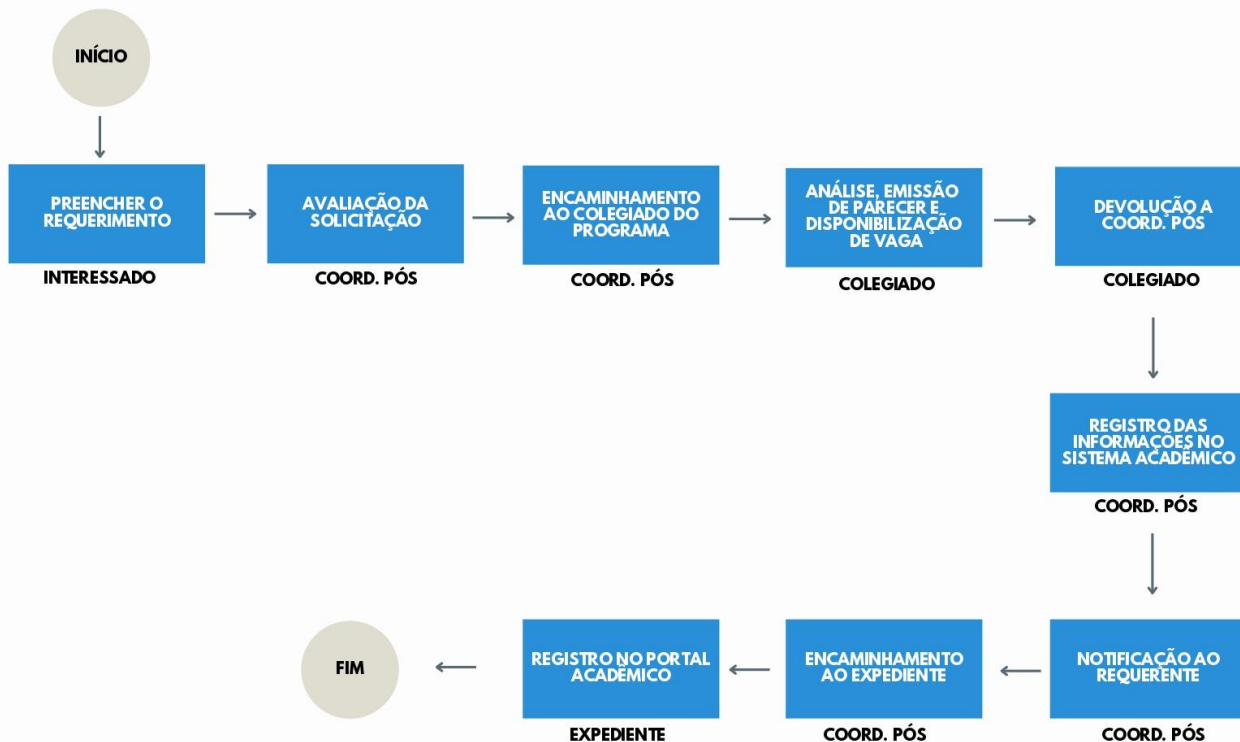 INÍCIO
PREENCHER O
REQUERIMENTO
INTERESSADO
AVALIAÇÃO DA
SOLICITAÇÃO
COORD. PÓS
ENCAMINHAMENTO
AO COLEGIADO DO
PROGRAMA
COORD. PÓS
ANÁLISE, EMISSÃO
DE PARECER E
DISPONIBILIZAÇÃO
DE VAGA
COLEGIADO
DEVOLUÇÃO A
COORD. PÓS
COLEGIADO
REGISTRO DAS
INFORMAÇÕES NO
SISTEMA ACADÊMICO
COORD. PÓS
NOTIFICAÇÃO AO
REQUERENTE
COORD. PÓS
ENCAMINHAMENTO
AO EXPEDIENTE
COORD. PÓS
REGISTRO NO PORTAL
ACADÊMICO
EXPEDIENTE
FIM